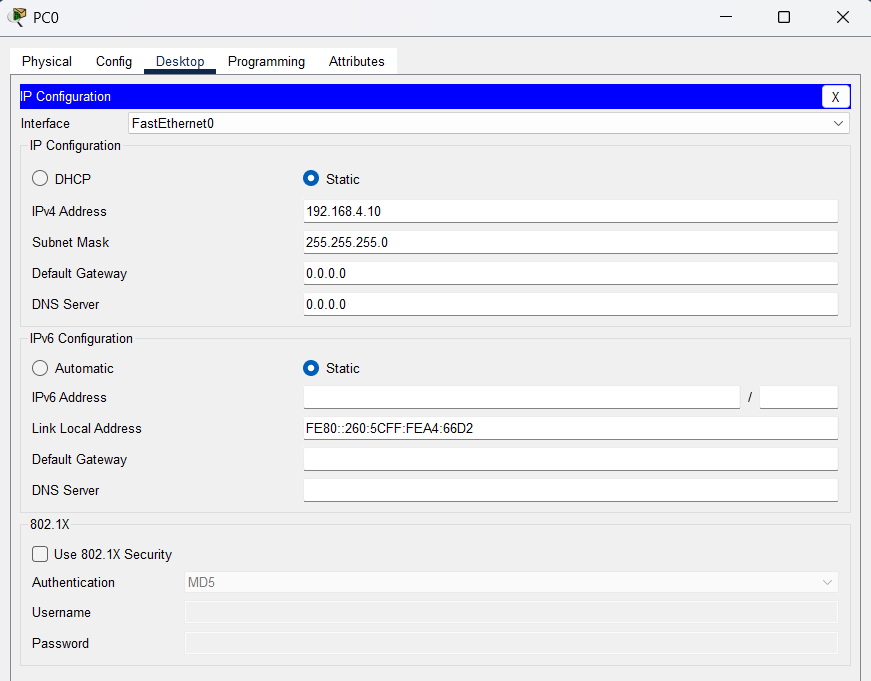 PC0
Physical Config Desktop Programming Attributes
IP Configuration X
Interface FastEthernet0
IP Configuration
DHCP Static
IPv4 Address 192.168.4.10
Subnet Mask 255.255.255.0
Default Gateway 0.0.0.0
DNS Server 0.0.0.0
IPv6 Configuration
Automatic Static
IPv6 Address /
Link Local Address FE80::260:5CFF:FEA4:66D2
Default Gateway
DNS Server
802.1X
Use 802.1X Security
Authentication MD5
Username
Password